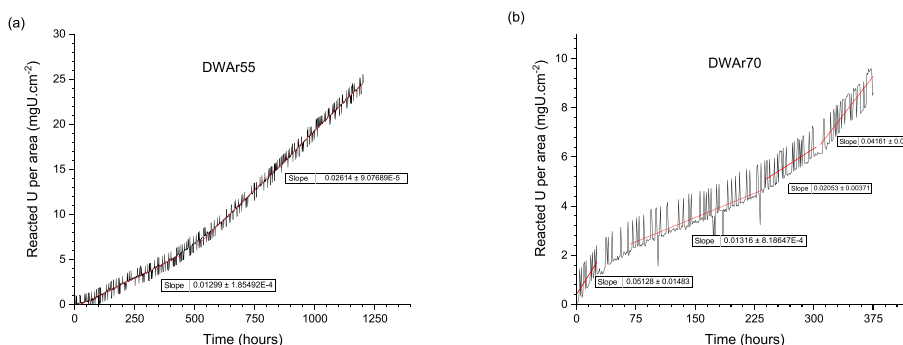 (a)
DWAr55
Reacted U per area (mgU.cm⁻²)
30
25
20
15
10
5
0
Slope 0.02614 ± 9.07689E-5
Slope 0.01299 ± 1.85492E-4
0 250 500 750 1000 1250
Time (hours)
(b)
DWAr70
Reacted U per area (mgU.cm⁻²)
10
8
6
4
2
0
Slope 0.04161 ± 0.0
Slope 0.02053 ± 0.00371
Slope 0.01316 ± 8.18647E-4
Slope 0.05128 ± 0.01483
0 75 150 225 300 375
Time (hours)